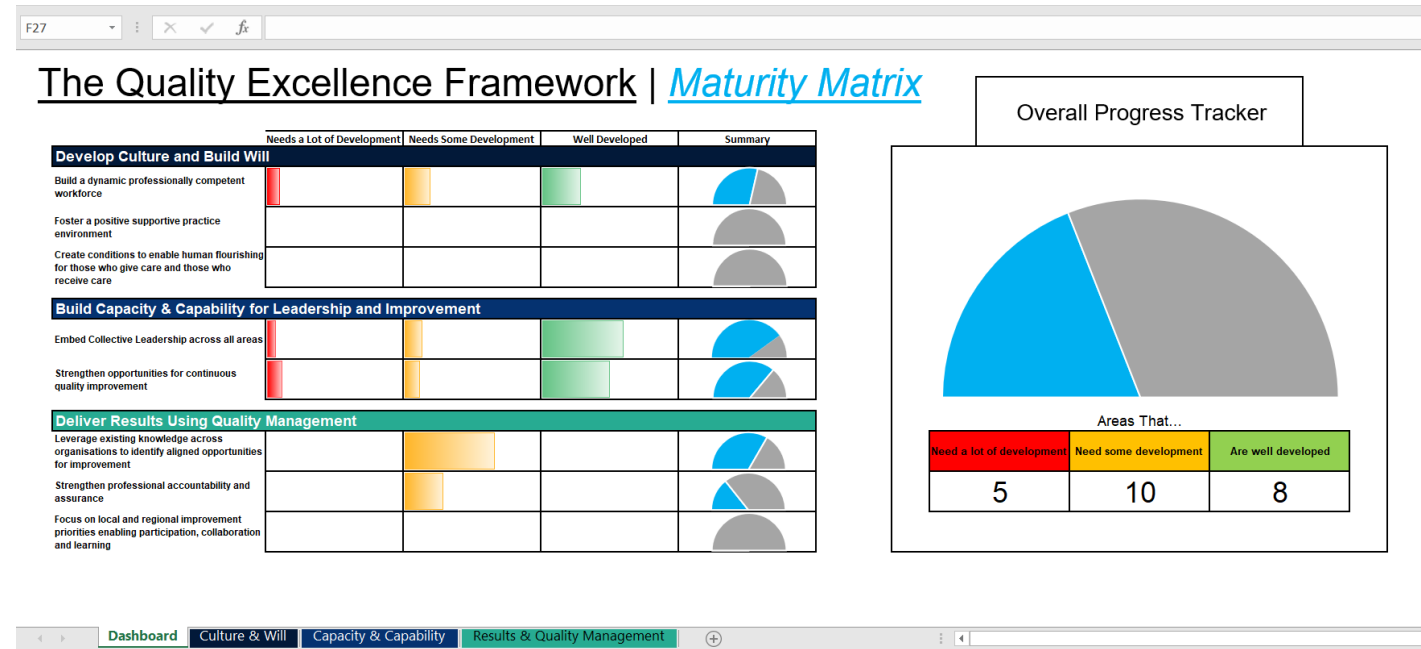 F27
fx
The Quality Excellence Framework | Maturity Matrix
Overall Progress Tracker
Needs a Lot of Development Needs Some Development Well Developed Summary
Develop Culture and Build Will
Build a dynamic professionally competent
workforce
Foster a positive supportive practice
environment
Create conditions to enable human flourishing
for those who give care and those who
receive care
Build Capacity & Capability for Leadership and Improvement
Embed Collective Leadership across all areas
Strengthen opportunities for continuous
quality improvement
Deliver Results Using Quality Management
Leverage existing knowledge across
organisations to identify aligned opportunities
for improvement
Strengthen professional accountability and
assurance
Focus on local and regional improvement
priorities enabling participation, collaboration
and learning
Areas That...
Need a lot of development Need some development Are well developed
5 10 8
Dashboard Culture & Will Capacity & Capability Results & Quality Management